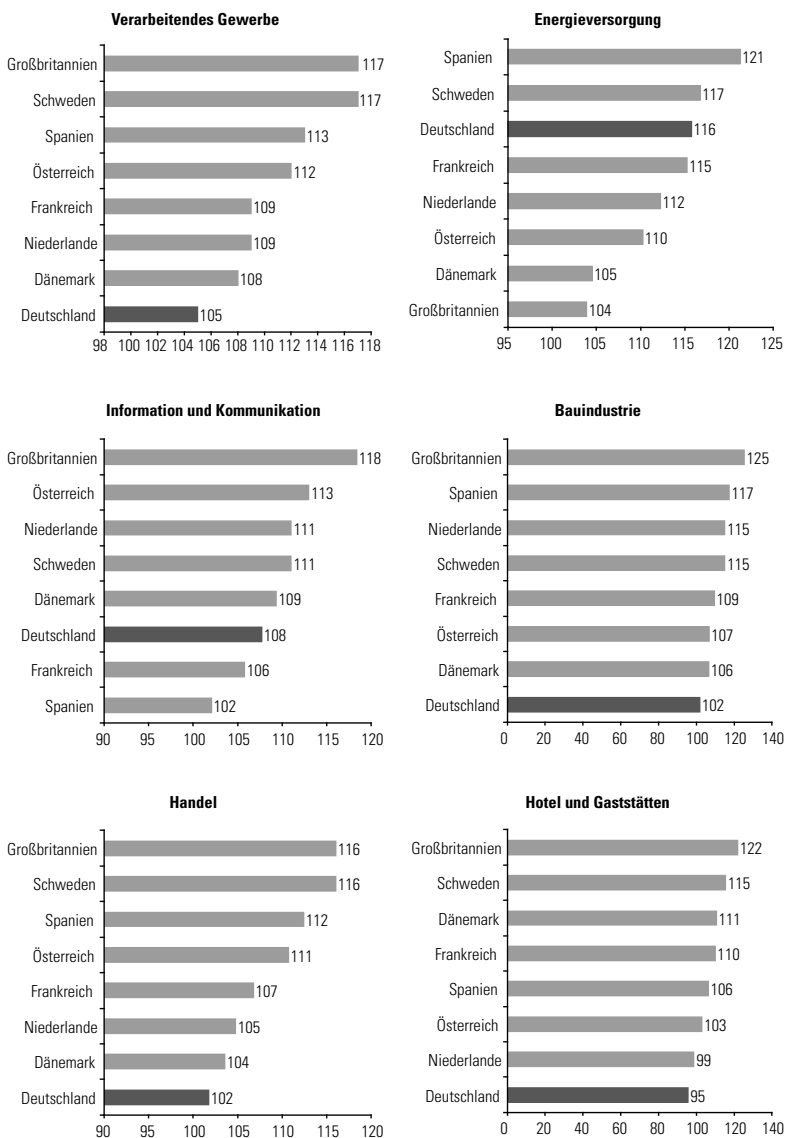 Verarbeitendes Gewerbe
Großbritannien 117
Schweden 117
Spanien 113
Österreich 112
Frankreich 109
Niederlande 109
Dänemark 108
Deutschland 105
98 100 102 104 106 108 110 112 114 116 118
Energieversorgung
Spanien 121
Schweden 117
Deutschland 116
Frankreich 115
Niederlande 112
Österreich 110
Dänemark 105
Großbritannien 104
95 100 105 110 115 120 125
Information und Kommunikation
Großbritannien 118
Österreich 113
Niederlande 111
Schweden 111
Dänemark 109
Deutschland 108
Frankreich 106
Spanien 102
90 95 100 105 110 115 120
Bauindustrie
Großbritannien 125
Spanien 117
Niederlande 115
Schweden 115
Frankreich 109
Österreich 107
Dänemark 106
Deutschland 102
0 20 40 60 80 100 120 140
Handel
Großbritannien 116
Schweden 116
Spanien 112
Österreich 111
Frankreich 107
Niederlande 105
Dänemark 104
Deutschland 102
90 95 100 105 110 115 120
Hotel und Gaststätten
Großbritannien 122
Schweden 115
Dänemark 111
Frankreich 110
Spanien 106
Österreich 103
Niederlande 99
Deutschland 95
0 20 40 60 80 100 120 140